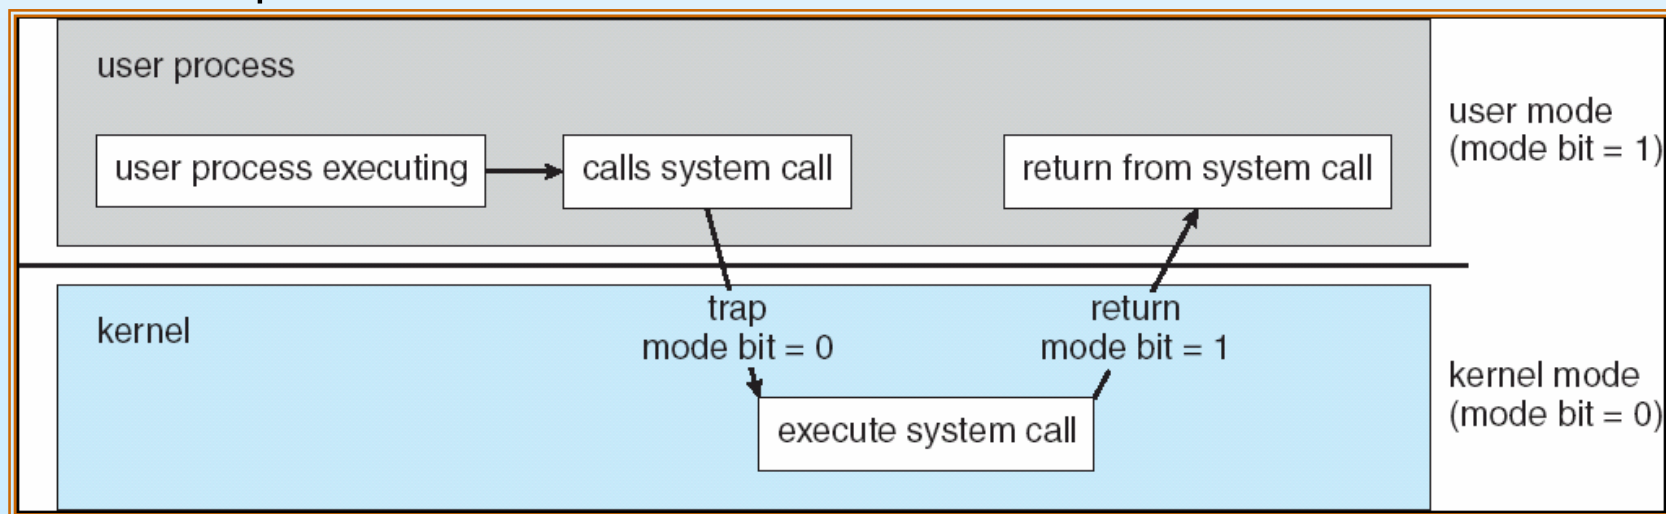 user process
user process executing
calls system call
return from system call
user mode
(mode bit = 1)
kernel
trap
mode bit = 0
return
mode bit = 1
execute system call
kernel mode
(mode bit = 0)